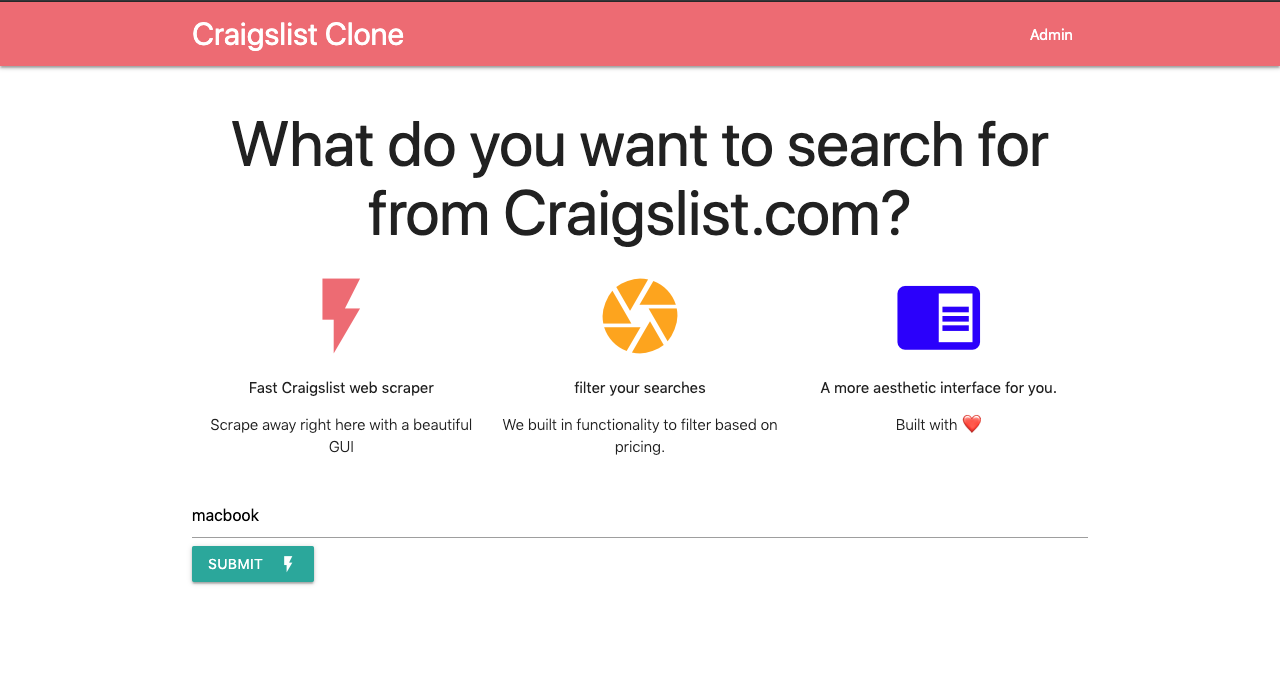 Craigslist Clone
Admin
What do you want to search for
from Craigslist.com?
Fast Craigslist web scraper
Scrape away right here with a beautiful
GUI
filter your searches
We built in functionality to filter based on
pricing.
A more aesthetic interface for you.
Built with ❤️
macbook
SUBMIT